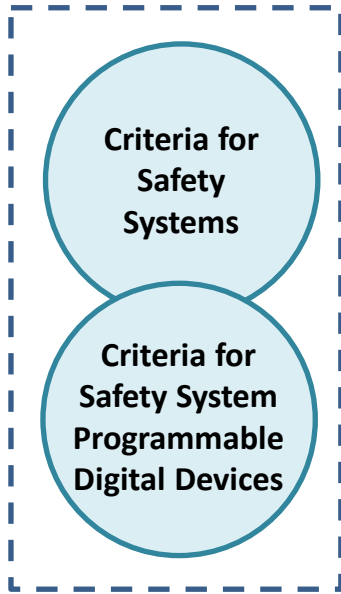 Criteria for
Safety
Systems
Criteria for
Safety System
Programmable
Digital Devices